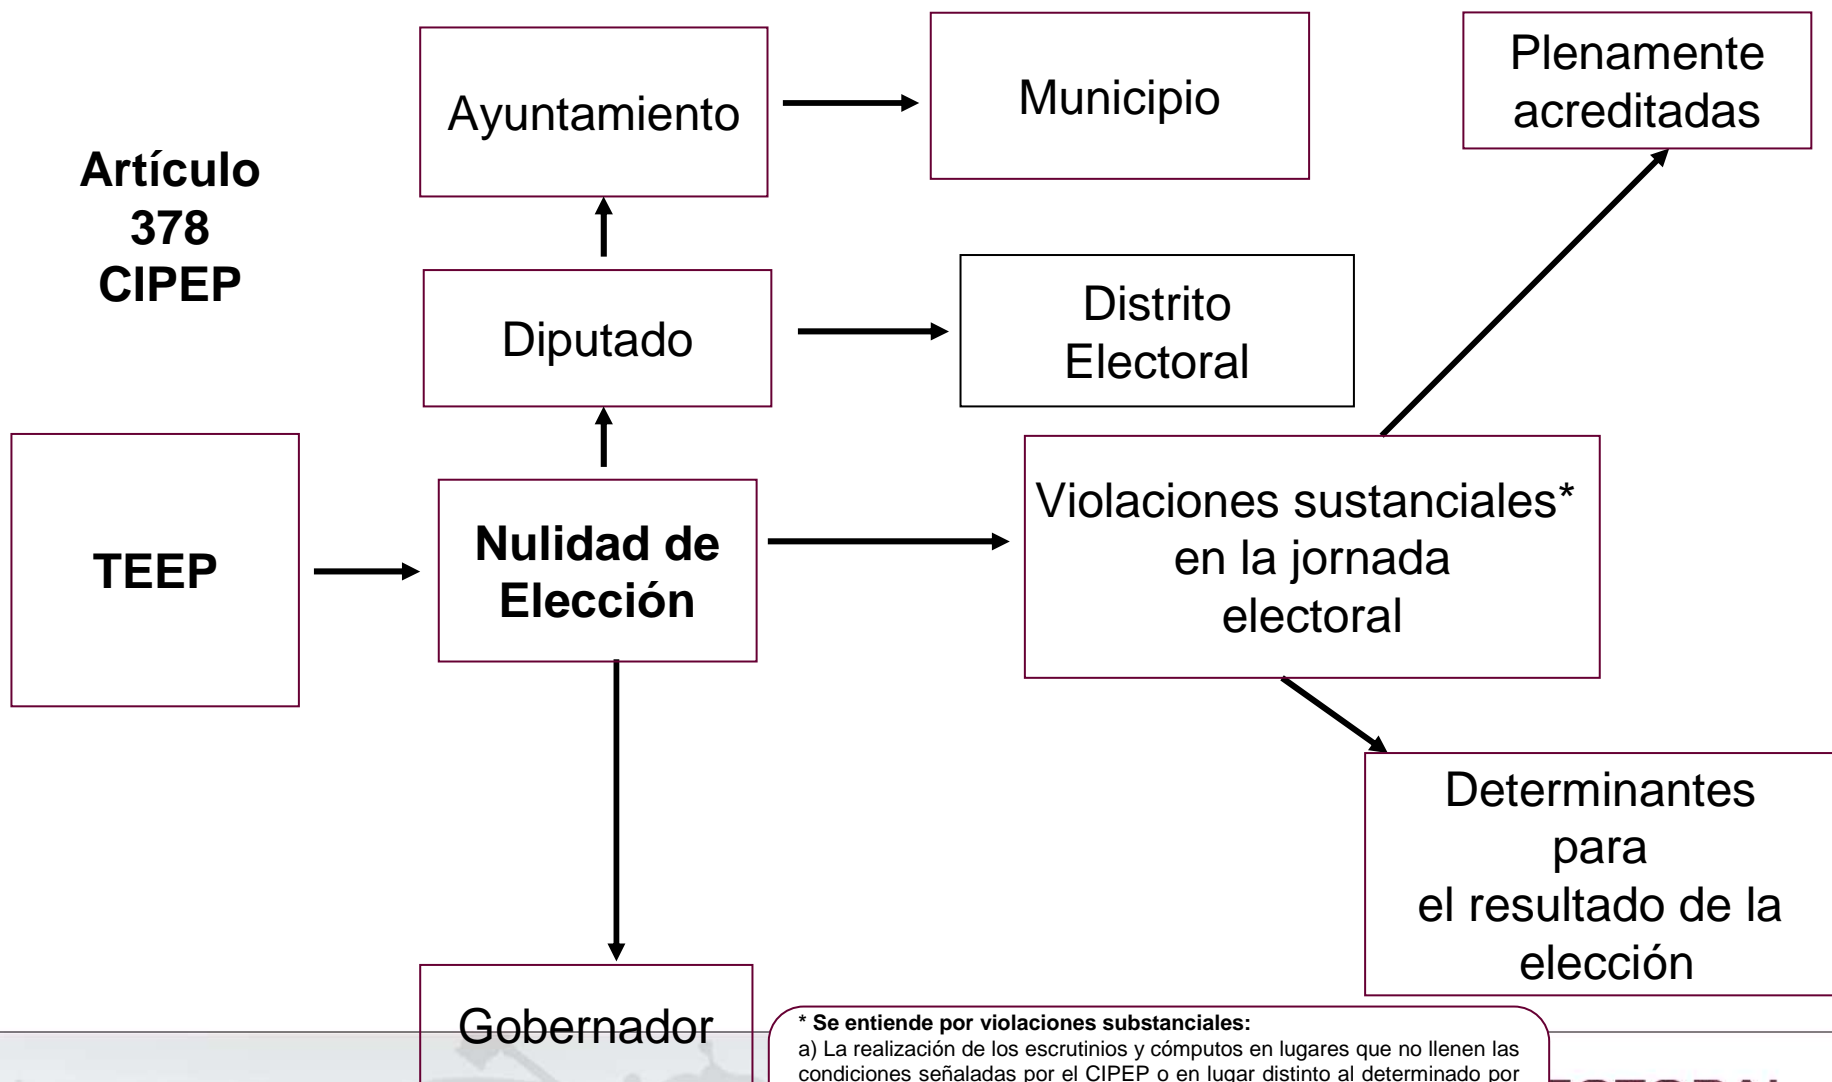 Artículo
378
CIPEP
Ayuntamiento
Municipio
Plenamente
acreditadas
Diputado
Distrito
Electoral
TEEP
Nulidad de
Elección
Violaciones sustanciales*
en la jornada
electoral
Determinantes
para
el resultado de la
elección
Gobernador
* Se entiende por violaciones substanciales:
a) La realización de los escrutinios y cómputos en lugares que no llenen las
condiciones señaladas por el CIPEP o en lugar distinto al determinado por